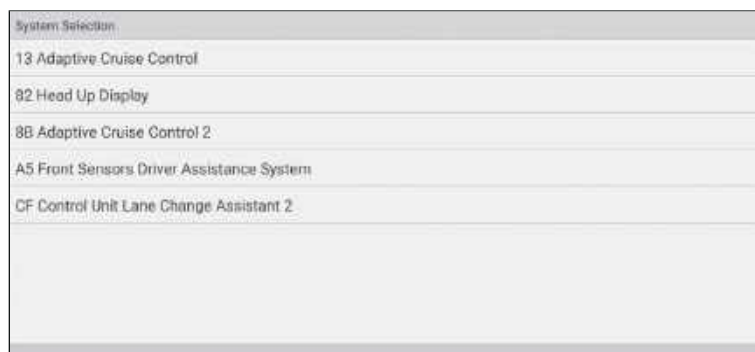 System Selection
13 Adaptive Cruise Control
82 Head Up Display
8B Adaptive Cruise Control 2
A5 Front Sensors Driver Assistance System
CF Control Unit Lane Change Assistant 2